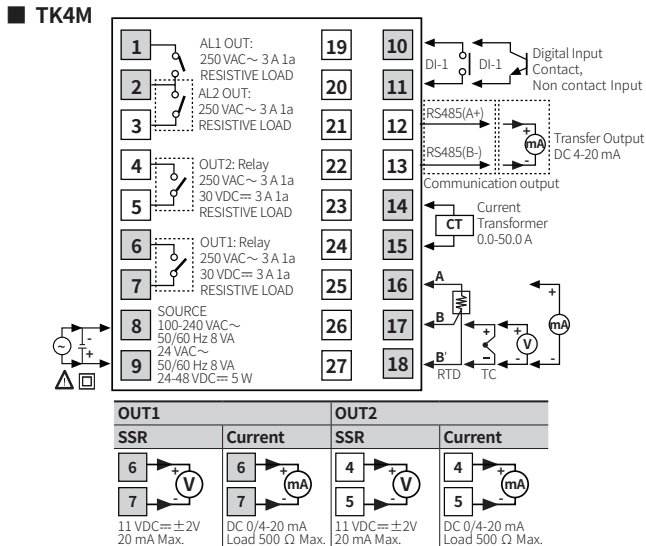 ■ TK4M
1
AL1 OUT:
250 VAC～ 3 A 1a
RESISTIVE LOAD
2
AL2 OUT:
250 VAC～ 3 A 1a
RESISTIVE LOAD
3
4
OUT2: Relay
250 VAC～ 3 A 1a
30 VDC⎓ 3 A 1a
RESISTIVE LOAD
5
6
OUT1: Relay
250 VAC～ 3 A 1a
30 VDC⎓ 3 A 1a
RESISTIVE LOAD
7
8
SOURCE
100-240 VAC～
50/60 Hz 8 VA
24 VAC～
50/60 Hz 8 VA
24-48 VDC⎓ 5 W
9
~
-
+
19
20
21
22
23
24
25
26
27
10
11
12
13
14
15
16
17
18
DI-1
DI-1
Digital Input
Contact,
Non contact Input
RS485(A+)
RS485(B-)
+
mA
-
Transfer Output
DC 4-20 mA
Communication output
CT
Current
Transformer
0.0-50.0 A
A
B
B'
RTD
+
-
TC
+
V
-
+
mA
-
OUT1 OUT2
SSR Current SSR Current
6 + V 7 -
6 + mA 7 -
4 + V 5 -
4 + mA 5 -
11 VDC⎓ ±2V
20 mA Max.
DC 0/4-20 mA
Load 500 Ω Max.
11 VDC⎓ ±2V
20 mA Max.
DC 0/4-20 mA
Load 500 Ω Max.